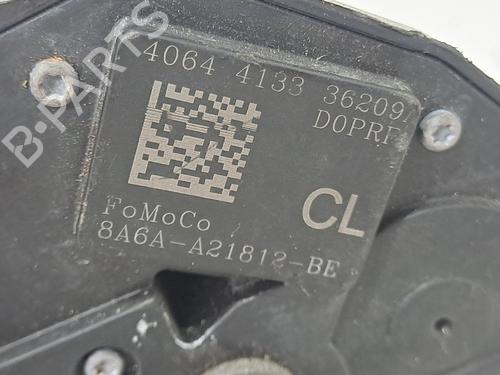 4064 4133 36209
D0PRF
CL
FoMoCo
8A6A-A21812-BE
B-PARTS